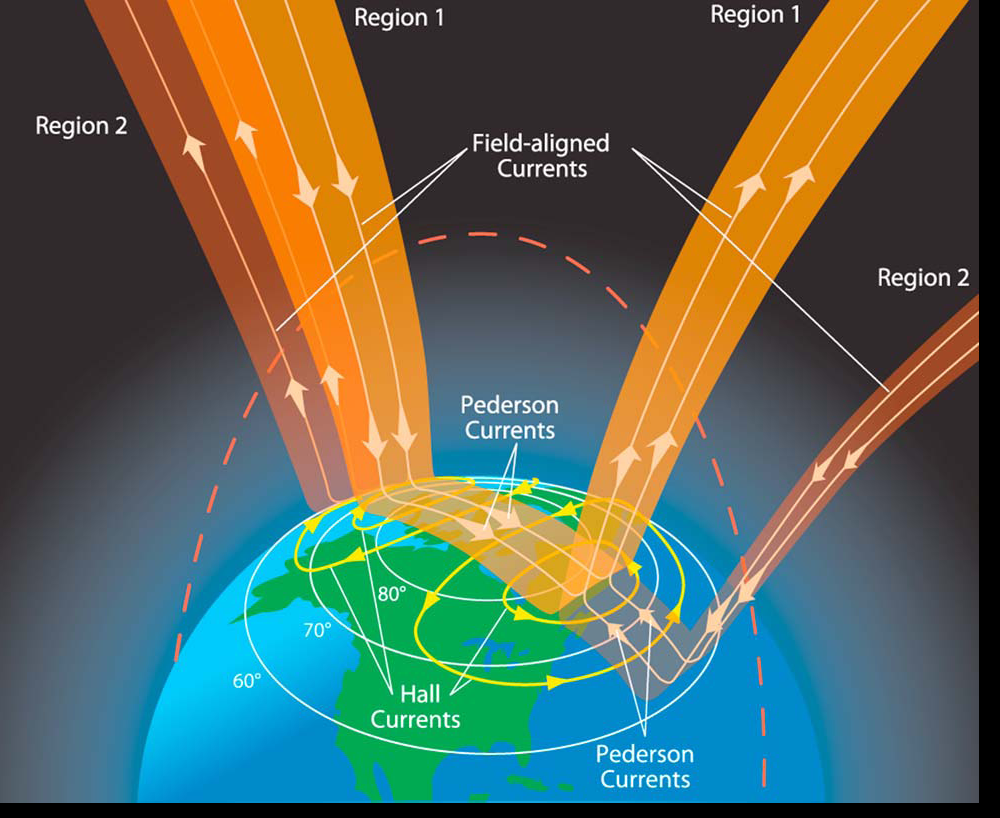 Region 1
Region 1
Region 2
Field-aligned
Currents
Region 2
Pederson
Currents
80°
70°
60°
Hall
Currents
Pederson
Currents